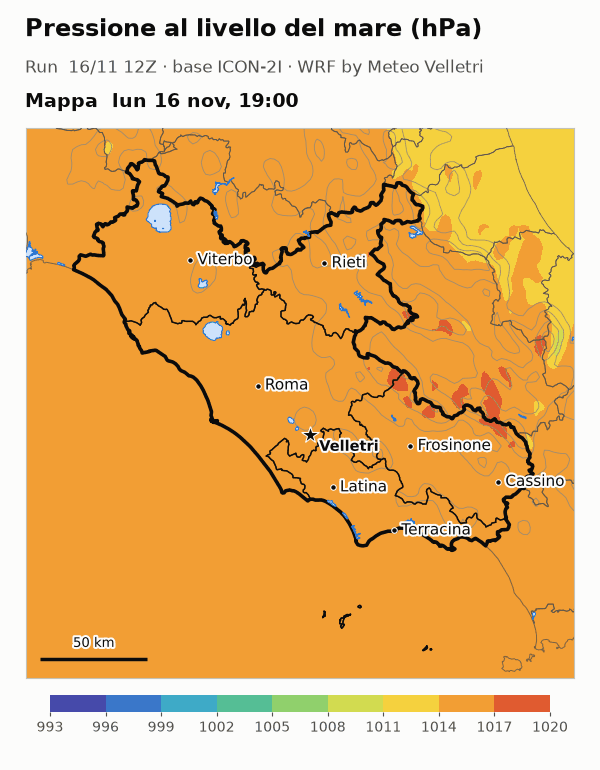 Pressione al livello del mare (hPa)
Run  16/11 12Z · base ICON-2I · WRF by Meteo Velletri
Mappa  lun 16 nov, 19:00
Viterbo
Rieti
Roma
Velletri
Frosinone
Cassino
Latina
Terracina
50 km
993 996 999 1002 1005 1008 1011 1014 1017 1020